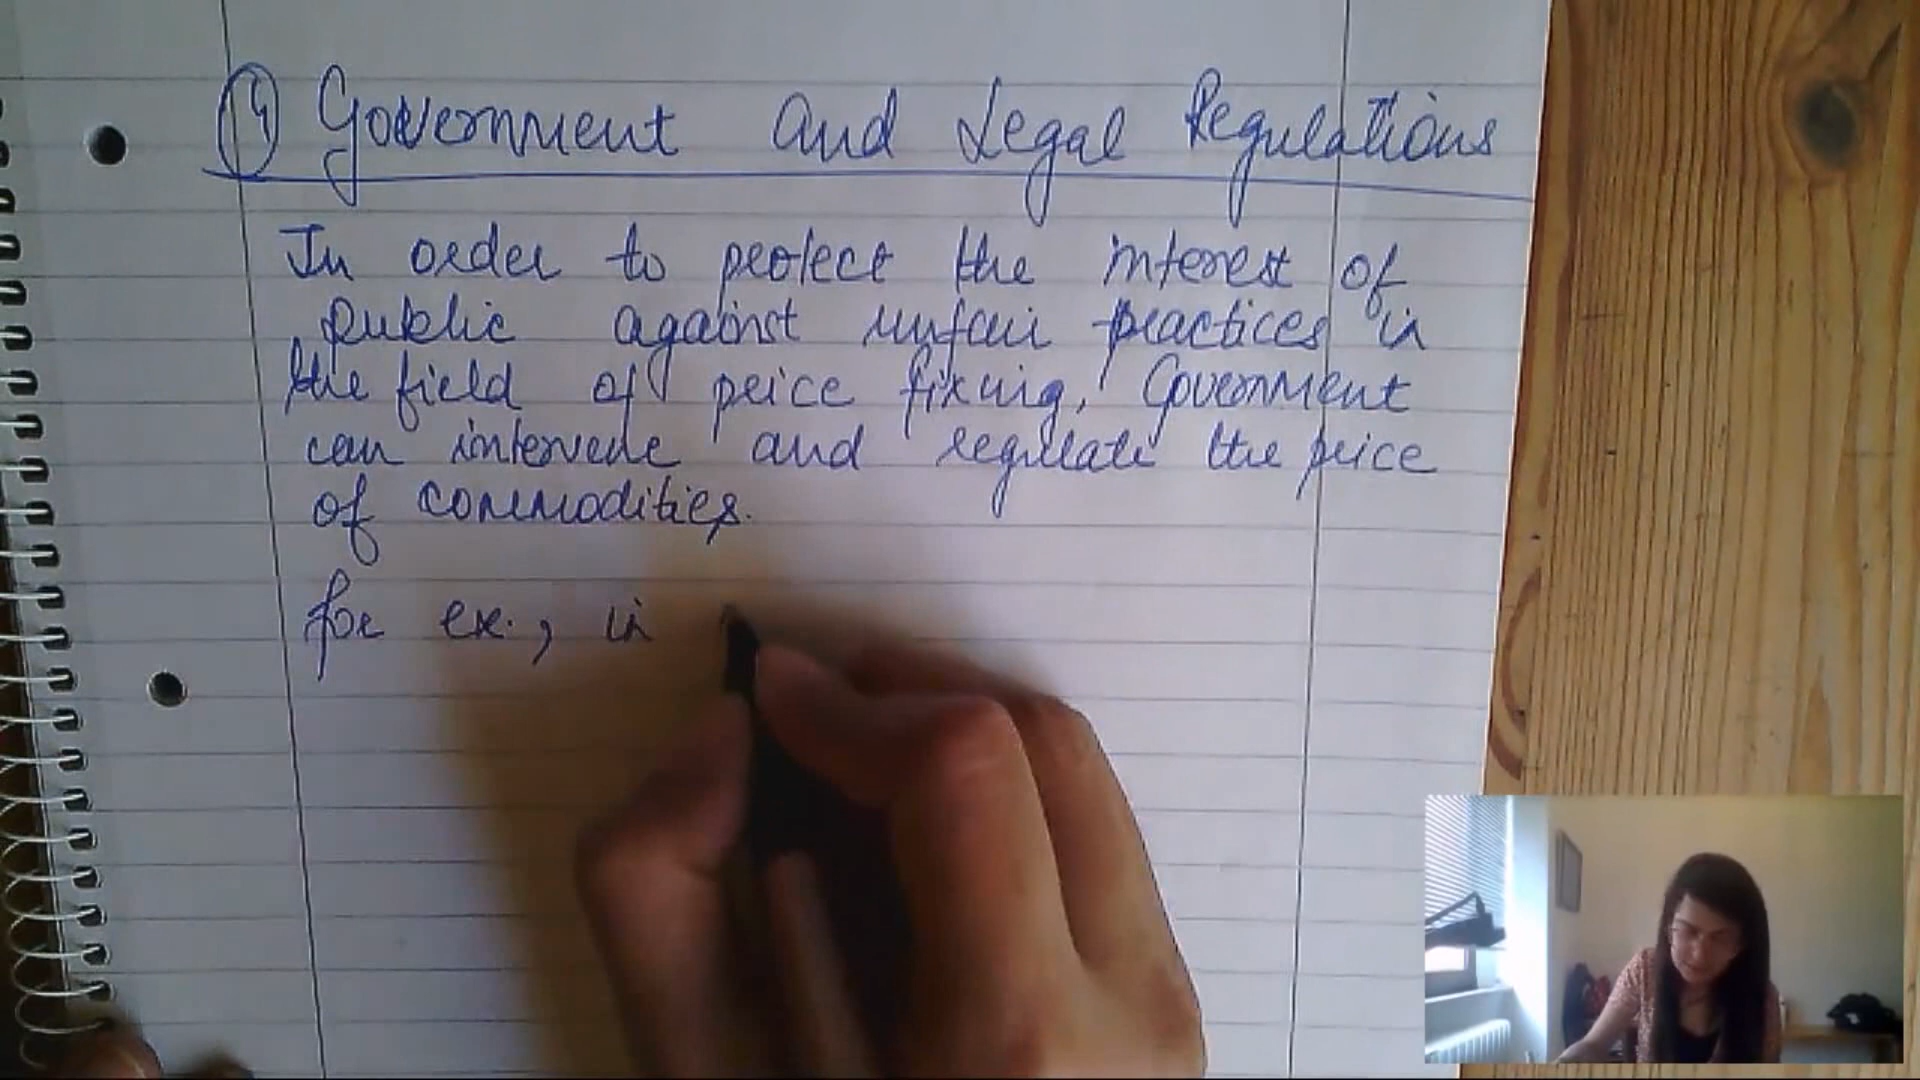 4 Government and Legal Regulations
In order to protect the interest of
public against unfair practices in
the field of price fixing, Government
can intervene and regulate the price
of commodities.
for ex., in